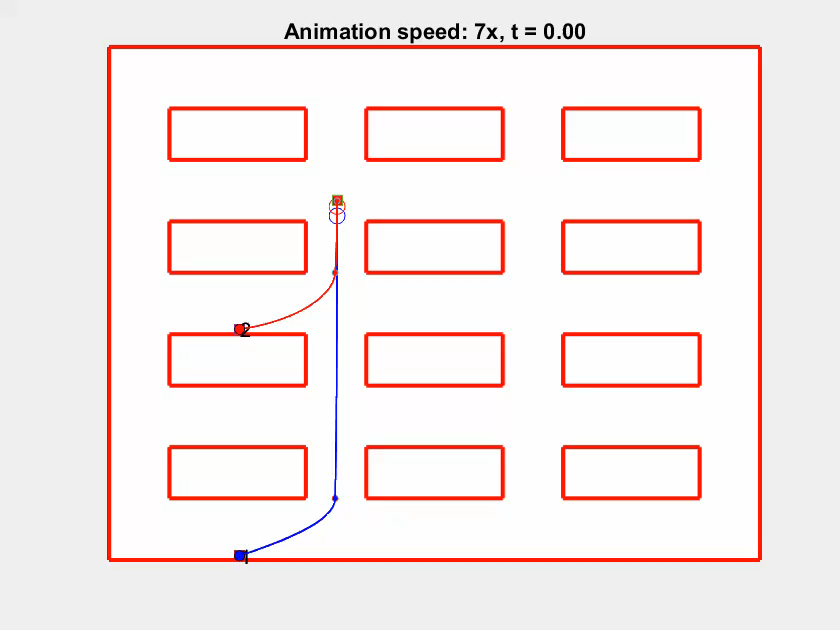 Animation speed: 7x, t = 0.00
2
1